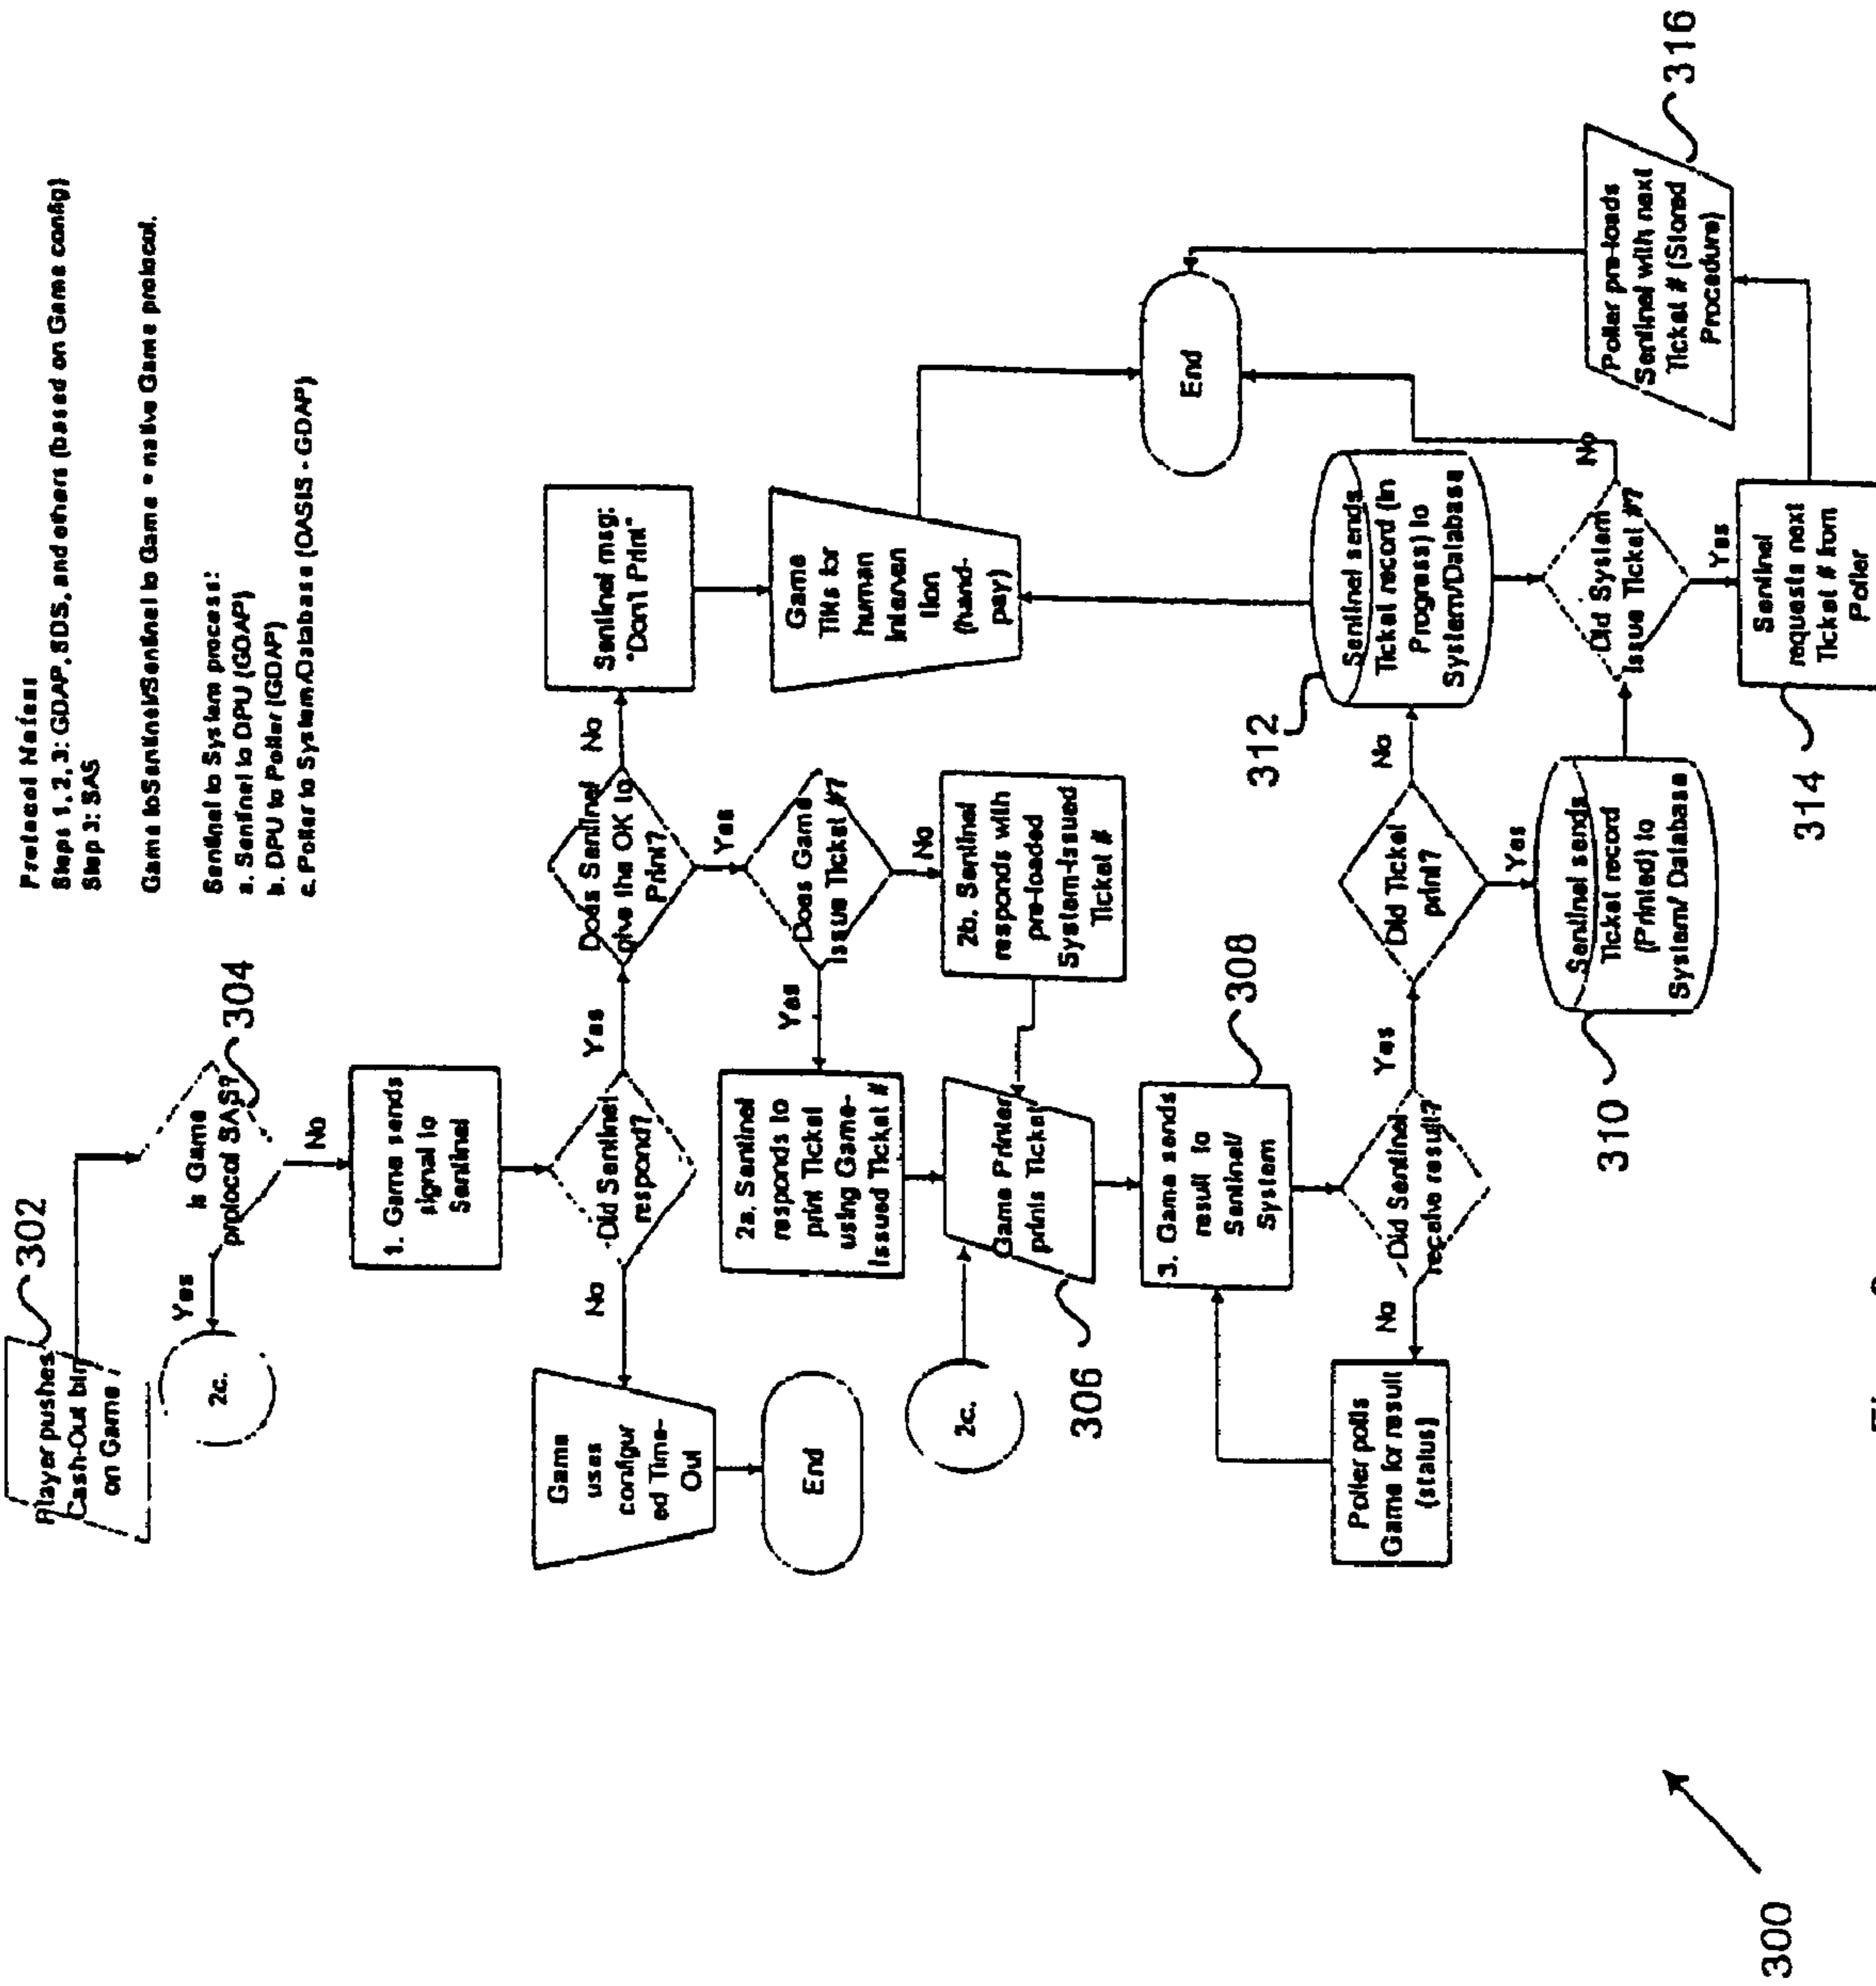 Protocol Notes:
Steps 1, 2, 3: GDAP, SDS, and others (based on Game config)
Step 3: SAS
Game to Sentinel/Sentinel to Game = native Game protocol.
Sentinel to System process:
a. Sentinel to DPU (GDAP)
b. DPU to Poller (GDAP)
c. Poller to System/Database (OASIS - GDAP)
302
Player pushes
Cash-Out btn
on Game
Is Game
protocol SAS?
304
Yes
2c.
No
1. Game sends
signal to
Sentinel
Did Sentinel
respond?
No
Game
uses
configur
ed Time-
Out
End
Yes
Does Sentinel
give the OK to
Print?
No
Sentinel msg:
"Don't Print"
Game
Tilts for
human
interven
tion
(hand-
pay)
Yes
Does Game
issue Ticket #?
Yes
2a. Sentinel
responds to
print Ticket
using Game-
Issued Ticket #
No
2b. Sentinel
responds with
pre-loaded
System-Issued
Ticket #
2c.
Game Printer
prints Ticket
306
3. Game sends
result to
Sentinel/
System
308
Did Sentinel
receive result?
No
Poller polls
Game for result
(status)
Yes
Did Ticket
print?
No
312
Sentinel sends
Ticket record (In
Progress) to
System/Database
Yes
Sentinel sends
Ticket record
(Printed) to
System/ Database
310
Did System
issue Ticket #?
No
End
Yes
Sentinel
requests next
Ticket # from
Poller
314
Poller pre-loads
Sentinel with next
Ticket # (Stored
Procedure)
316
300